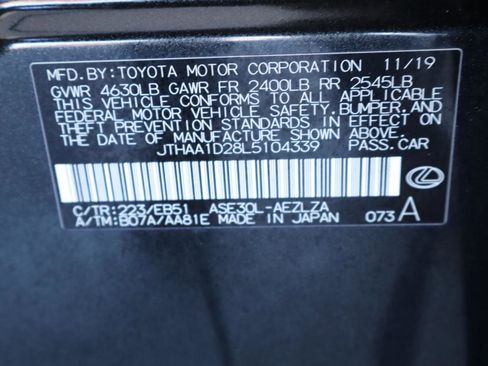 MFD.BY:TOYOTA MOTOR CORPORATION 11/19
GVWR 4630LB GAWR FR 2400LB RR 2545LB
THIS VEHICLE CONFORMS TO ALL APPLICABLE
FEDERAL MOTOR VEHICLE SAFETY,BUMPER,AND
THEFT PREVENTION STANDARDS IN EFFECT ON
THE DATE OF MANUFACTURE SHOWN ABOVE.
JTHAA1D28L5104339 PASS.CAR
C/TR:223/EB51 ASE30L-AEZLZA
A/TM:B07A/AA81E MADE IN JAPAN 073 A